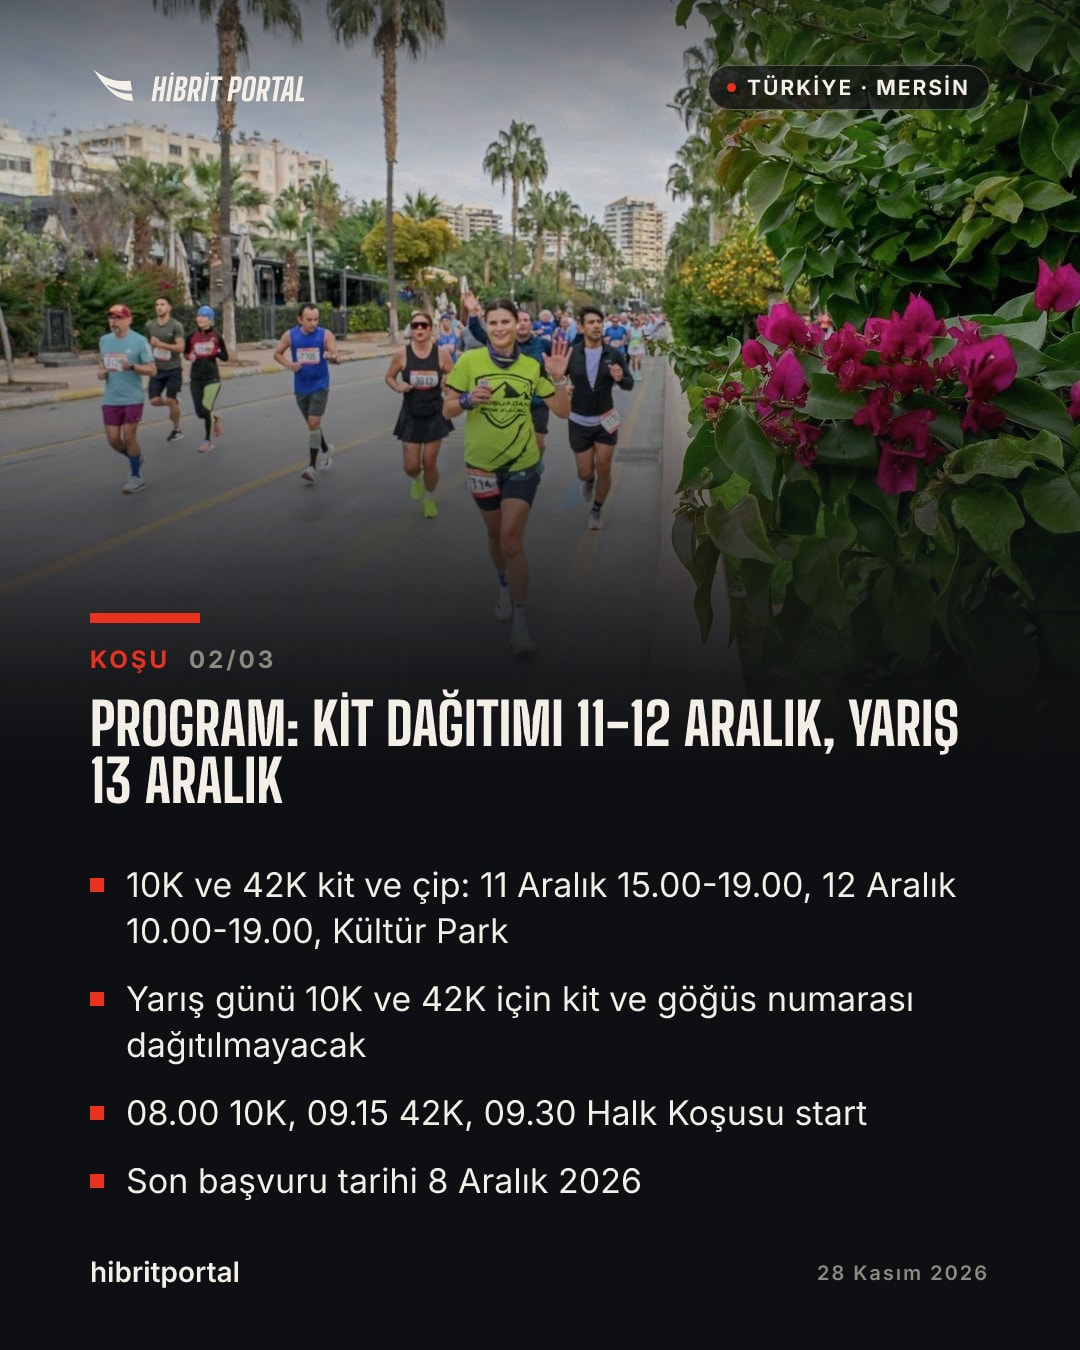 HİBRİT PORTAL
TÜRKİYE · MERSİN
KOŞU 02/03
PROGRAM: KİT DAĞITIMI 11–12 ARALIK, YARIŞ
13 ARALIK
10K ve 42K kit ve çip: 11 Aralık 15.00-19.00, 12 Aralık
10.00-19.00, Kültür Park
Yarış günü 10K ve 42K için kit ve göğüs numarası
dağıtılmayacak
08.00 10K, 09.15 42K, 09.30 Halk Koşusu start
Son başvuru tarihi 8 Aralık 2026
hibritportal
28 Kasım 2026